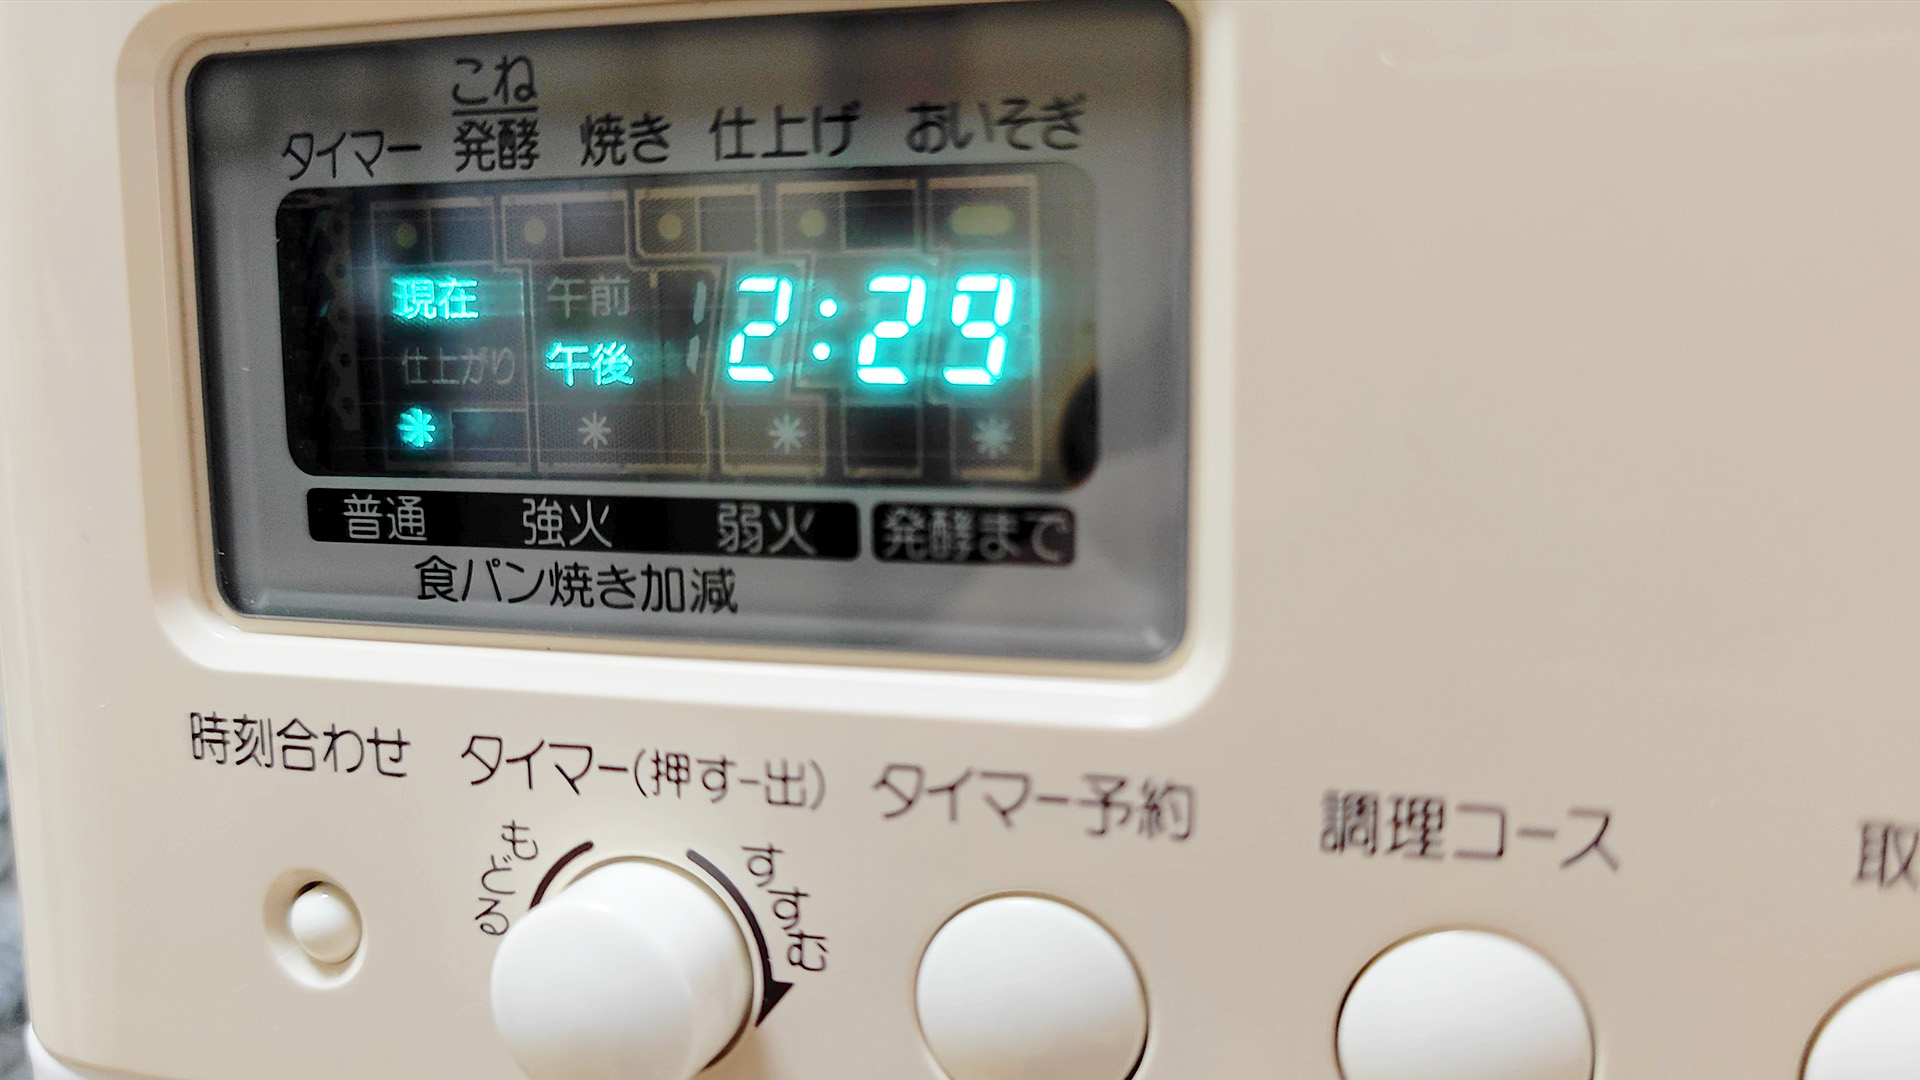 こね
タイマー 発酵 焼き 仕上げ おいそぎ
現在 午前 2:29
仕上がり 午後
普通 強火 弱火 発酵まで
食パン焼き加減
時刻合わせ タイマー(押す-出) タイマー予約 調理コース 取
もどる すすむ